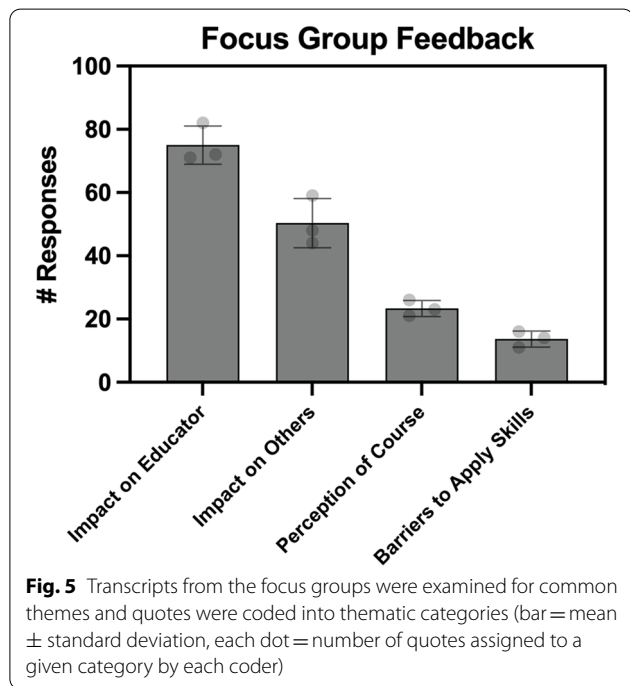 Focus Group Feedback
# Responses
100
80
60
40
20
0
Impact on Educator
Impact on Others
Perception of Course
Barriers to Apply Skills
Fig. 5 Transcripts from the focus groups were examined for common
themes and quotes were coded into thematic categories (bar = mean
± standard deviation, each dot = number of quotes assigned to a
given category by each coder)